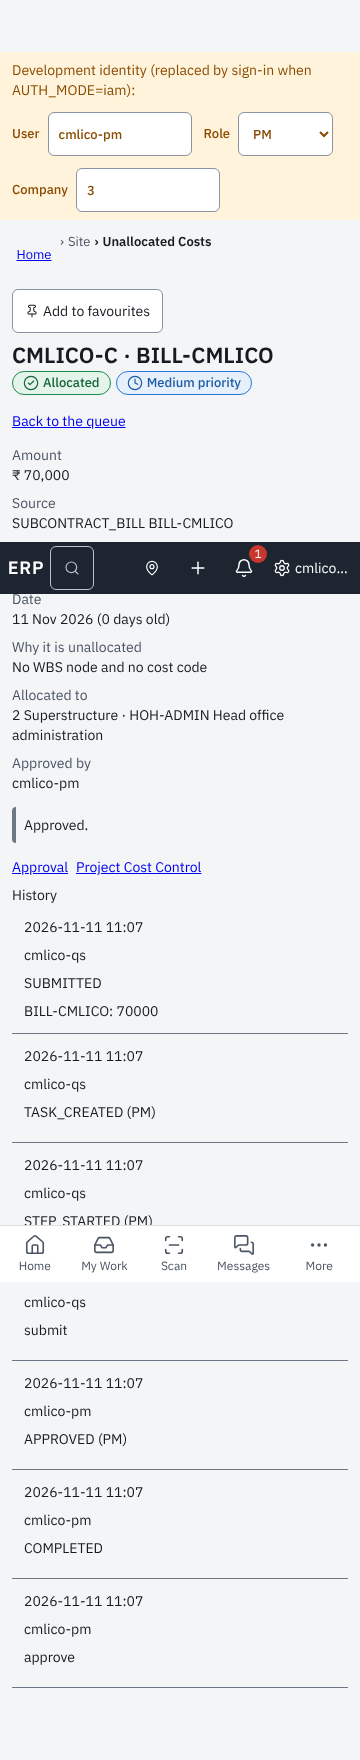 Development identity (replaced by sign-in when
AUTH_MODE=iam):
User cmlico-pm Role PM
Company 3
Home › Site › Unallocated Costs
Add to favourites
CMLICO-C · BILL-CMLICO
Allocated Medium priority
Back to the queue
Amount
₹ 70,000
Source
SUBCONTRACT_BILL BILL-CMLICO
ERP 1 cmlico...
Date
11 Nov 2026 (0 days old)
Why it is unallocated
No WBS node and no cost code
Allocated to
2 Superstructure · HOH-ADMIN Head office
administration
Approved by
cmlico-pm
Approved.
Approval Project Cost Control
History
2026-11-11 11:07
cmlico-qs
SUBMITTED
BILL-CMLICO: 70000
2026-11-11 11:07
cmlico-qs
TASK_CREATED (PM)
2026-11-11 11:07
cmlico-qs
STEP_STARTED (PM)
Home My Work Scan Messages More
cmlico-qs
submit
2026-11-11 11:07
cmlico-pm
APPROVED (PM)
2026-11-11 11:07
cmlico-pm
COMPLETED
2026-11-11 11:07
cmlico-pm
approve